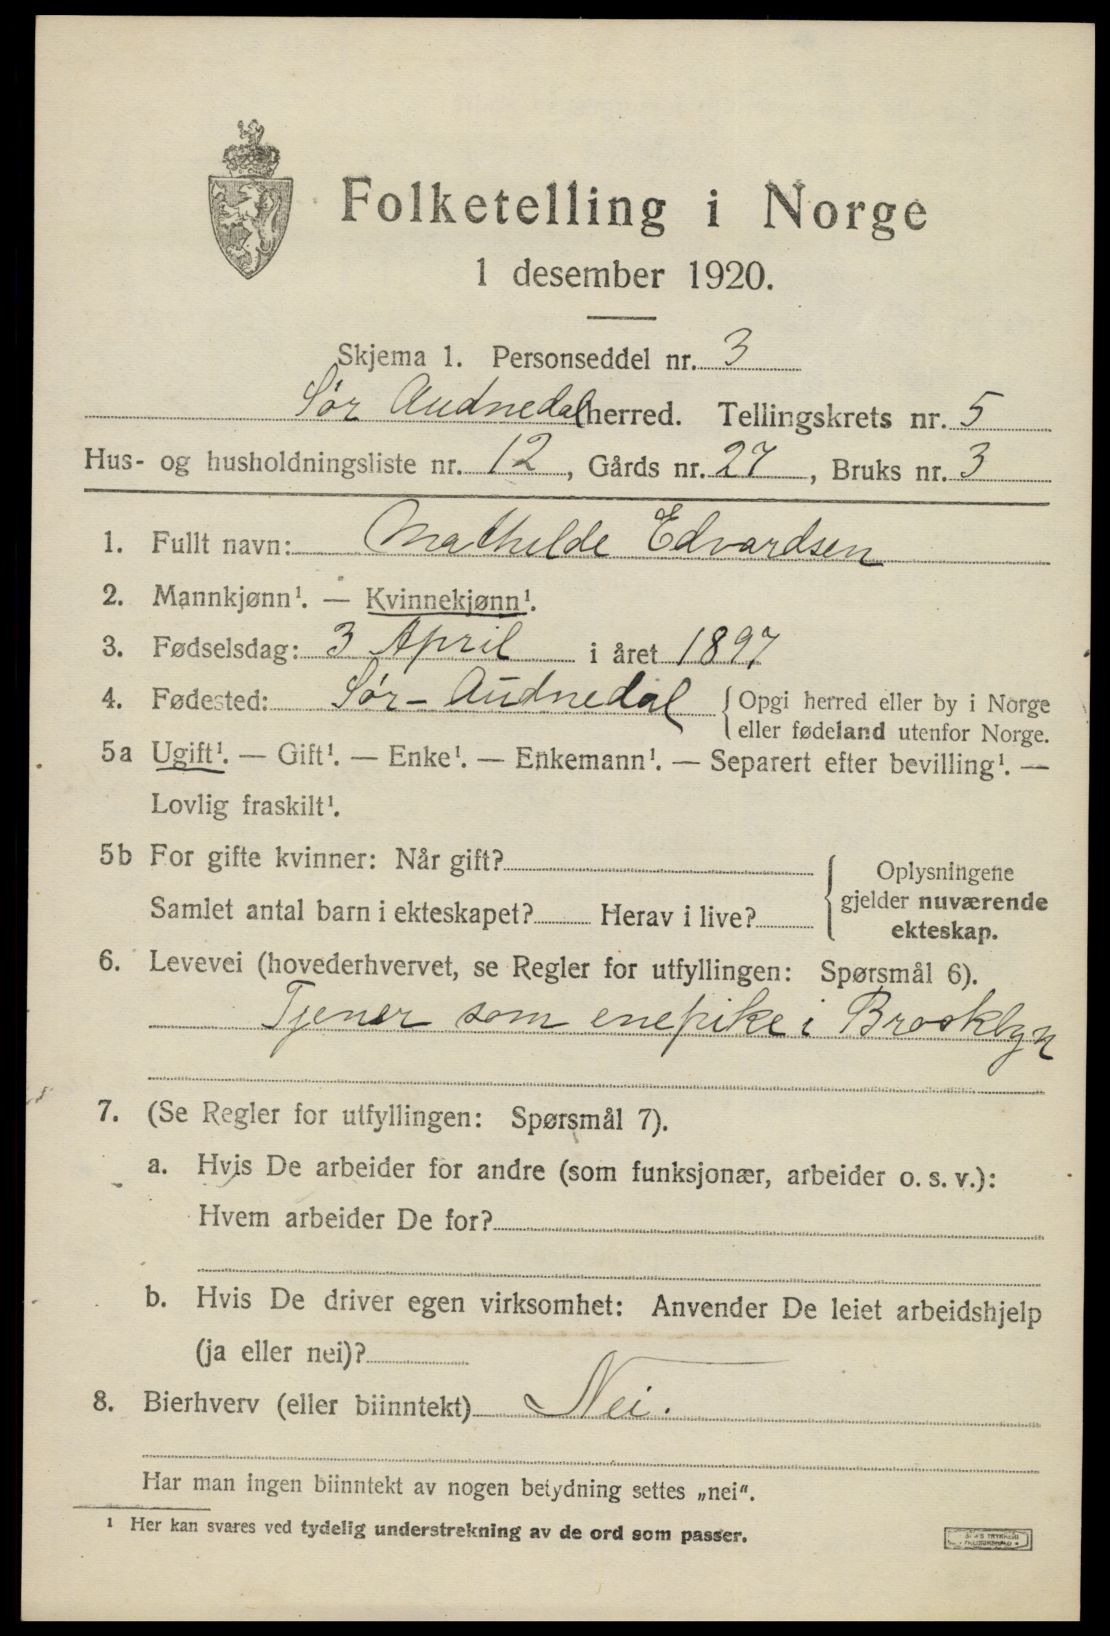 Folketelling i Norge
1 desember 1920.
Skjema 1. Personseddel nr. 3
Sør Audnedal herred. Tellingskrets nr. 5
Hus- og husholdningsliste nr. 12, Gårds nr. 27, Bruks nr. 3
1. Fullt navn: Mathilde Edvardsen
2. Mannkjønn¹. — Kvinnekjønn¹.
3. Fødselsdag: 3 April i året 1897
4. Fødested: Sør-Audnedal {Opgi herred eller by i Norge
eller fødeland utenfor Norge.
5a Ugift¹. — Gift¹. — Enke¹. — Enkemann¹. — Separert efter bevilling¹. —
Lovlig fraskilt¹.
5b For gifte kvinner: Når gift?
Samlet antal barn i ekteskapet? Herav i live?
{Oplysningene
gjelder nuværende
ekteskap.
6. Levevei (hovederhvervet, se Regler for utfyllingen: Spørsmål 6).
Tjener som enepike i Brooklyn
7. (Se Regler for utfyllingen: Spørsmål 7).
a. Hvis De arbeider for andre (som funksjonær, arbeider o. s. v.):
Hvem arbeider De for?
b. Hvis De driver egen virksomhet: Anvender De leiet arbeidshjelp
(ja eller nei)?
8. Bierhverv (eller biinntekt) Nei.
Har man ingen biinntekt av nogen betydning settes „nei".
¹ Her kan svares ved tydelig understrekning av de ord som passer.